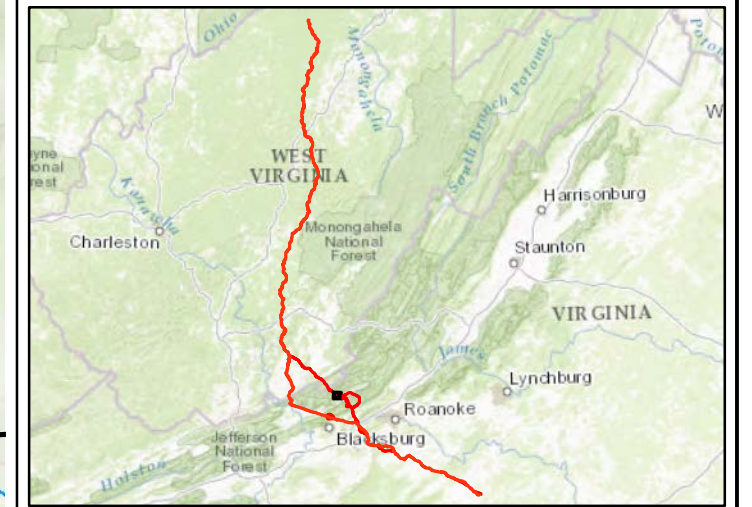 Ohio
Monongahela
South Branch Potomac
WEST
VIRGINIA
Kanawha
Harrisonburg
Charleston
Monongahela
National
Forest
Staunton
VIRGINIA
James
Lynchburg
Roanoke
Blacksburg
Jefferson
National
Forest
Holston